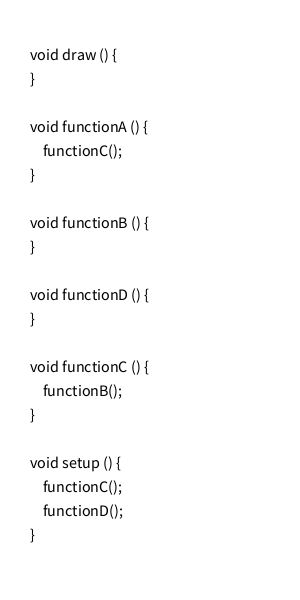 void draw () {
}
void functionA () {
functionC();
}
void functionB () {
}
void functionD () {
}
void functionC () {
functionB();
}
void setup () {
functionC();
functionD();
}